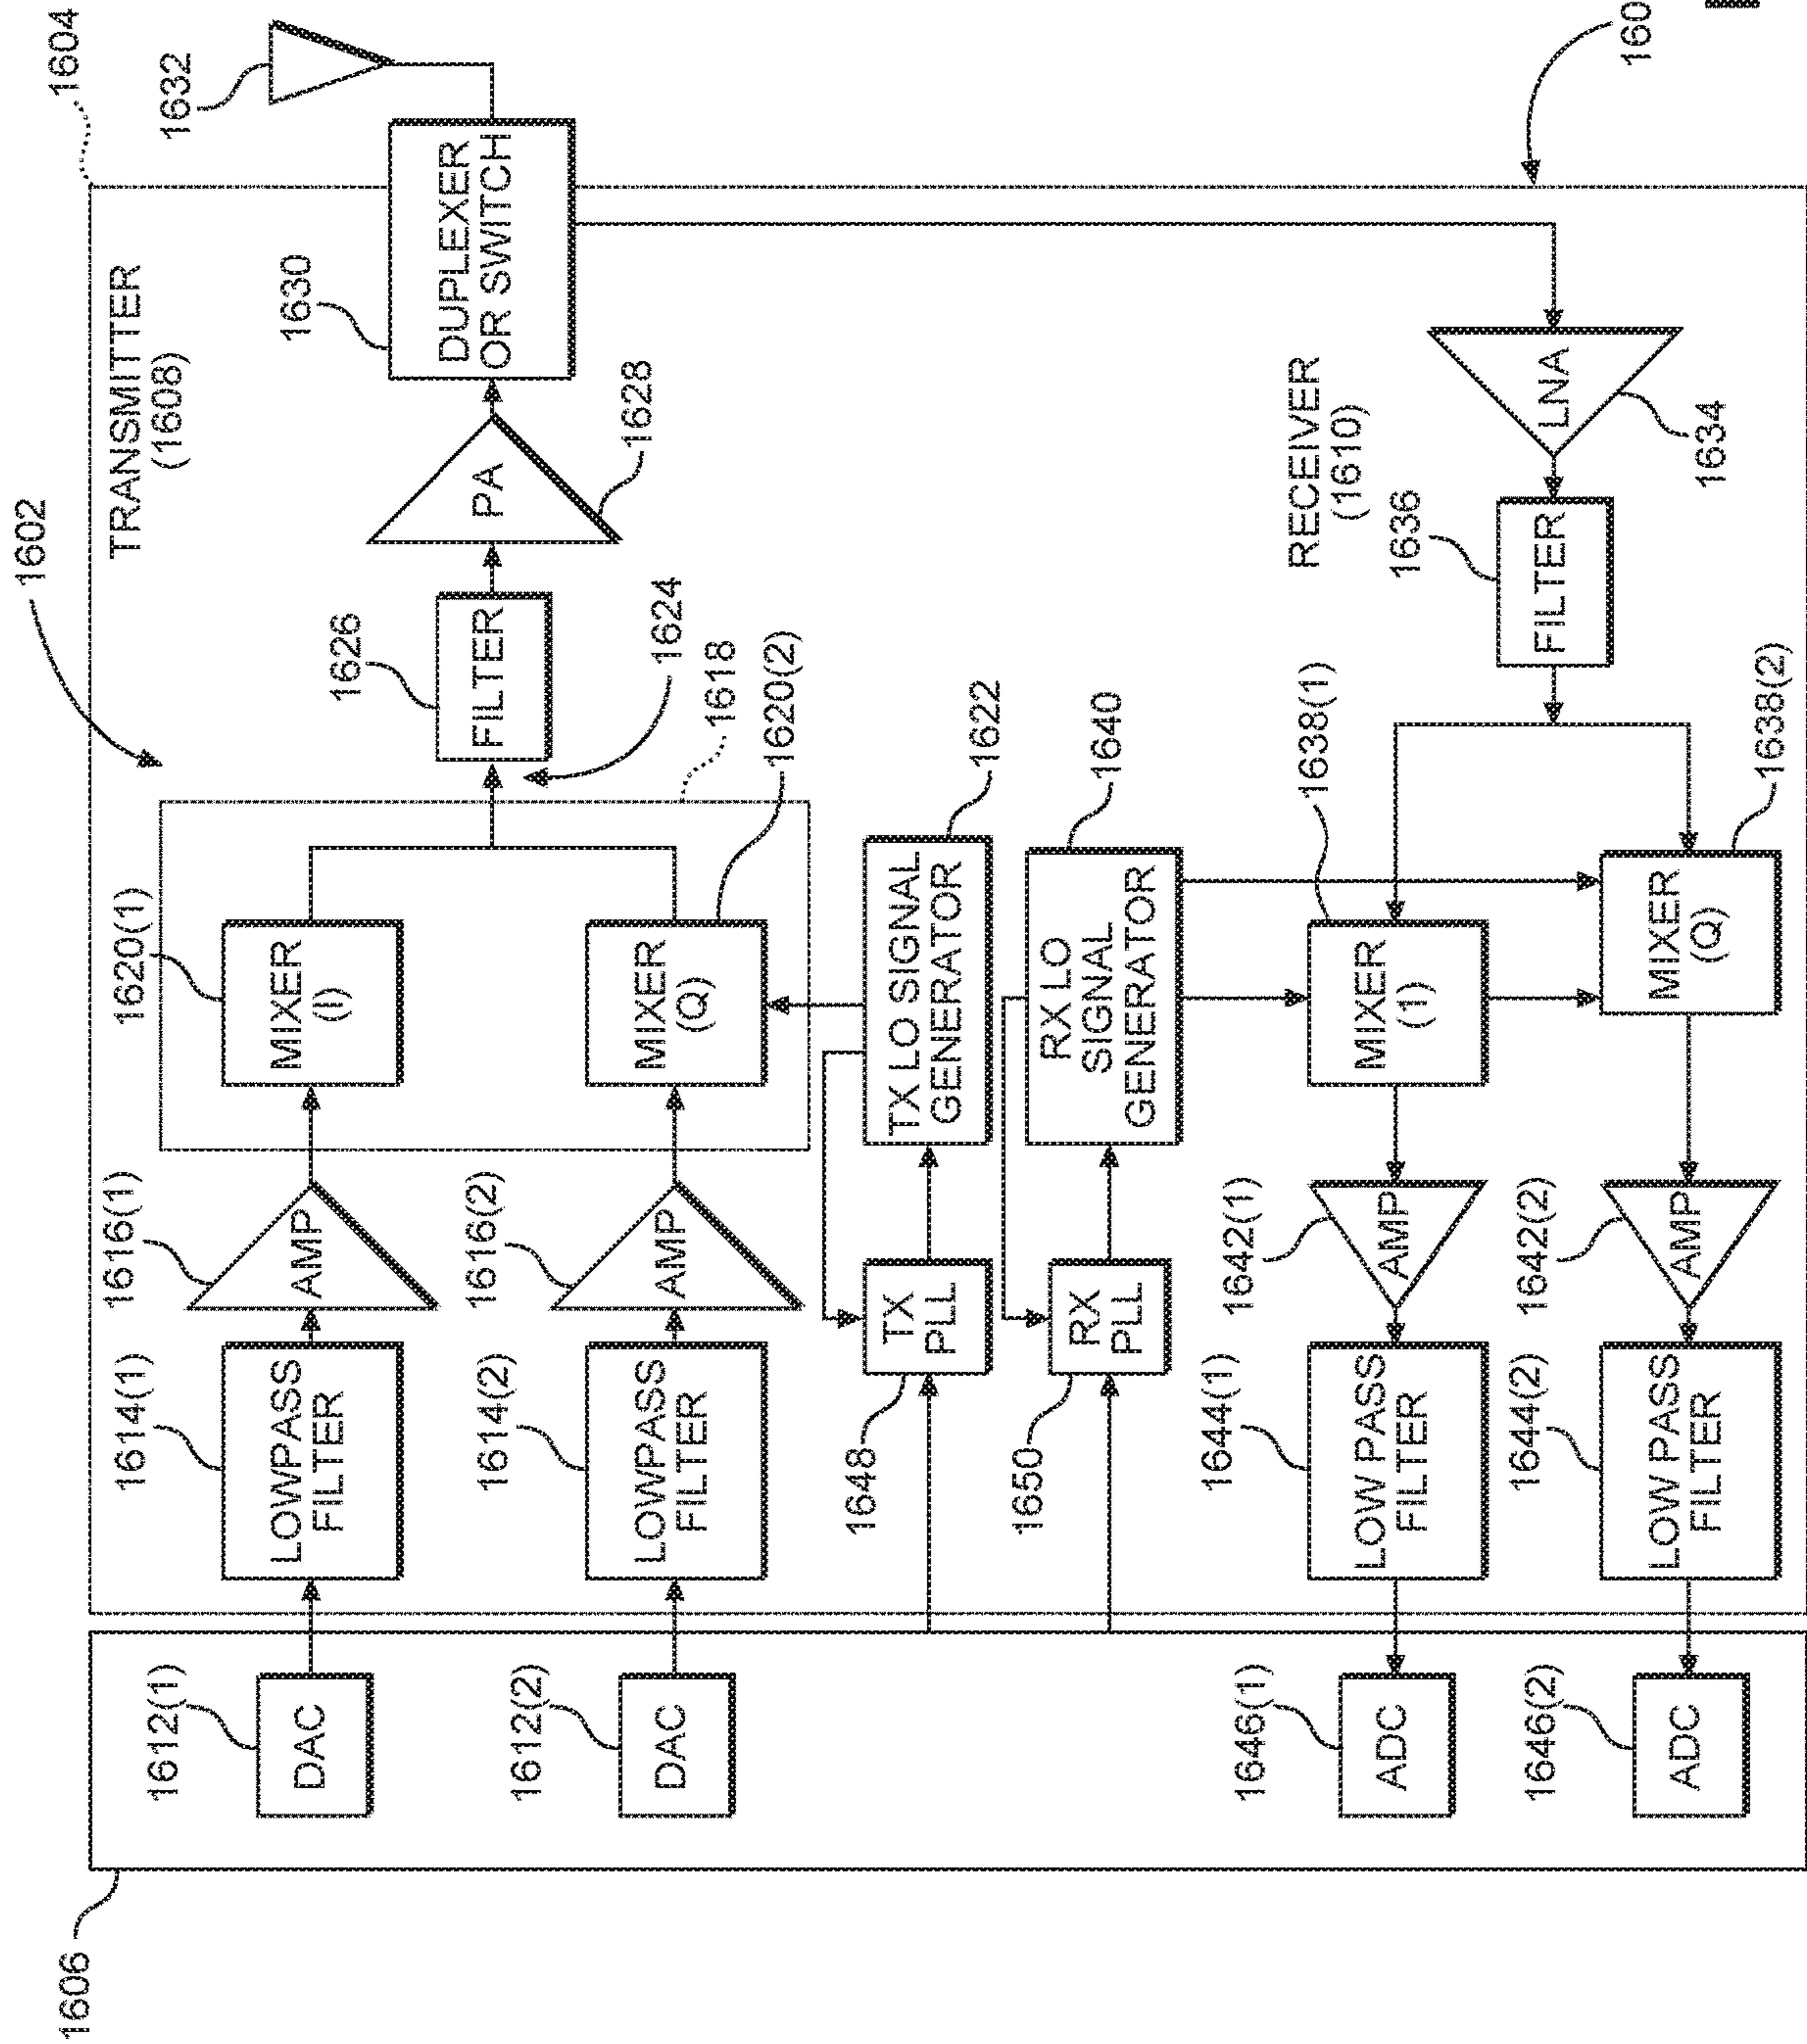 1602
1604
TRANSMITTER
(1608)
1632
1606
1612(1)
DAC
1614(1)
LOWPASS
FILTER
1616(1)
AMP
1620(1)
MIXER
(I)
1626
FILTER
PA
1628
1630
DUPLEXER
OR SWITCH
1624
1618
1620(2)
1612(2)
DAC
1614(2)
LOWPASS
FILTER
1616(2)
AMP
MIXER
(Q)
1648
TX
PLL
TX LO SIGNAL
GENERATOR
1622
1650
RX
PLL
RX LO
SIGNAL
GENERATOR
1640
RECEIVER
(1610)
1646(1)
ADC
1644(1)
LOW PASS
FILTER
1642(1)
AMP
MIXER
(1)
1638(1)
1636
FILTER
LNA
1634
1646(2)
ADC
1644(2)
LOW PASS
FILTER
1642(2)
AMP
MIXER
(Q)
1638(2)
160